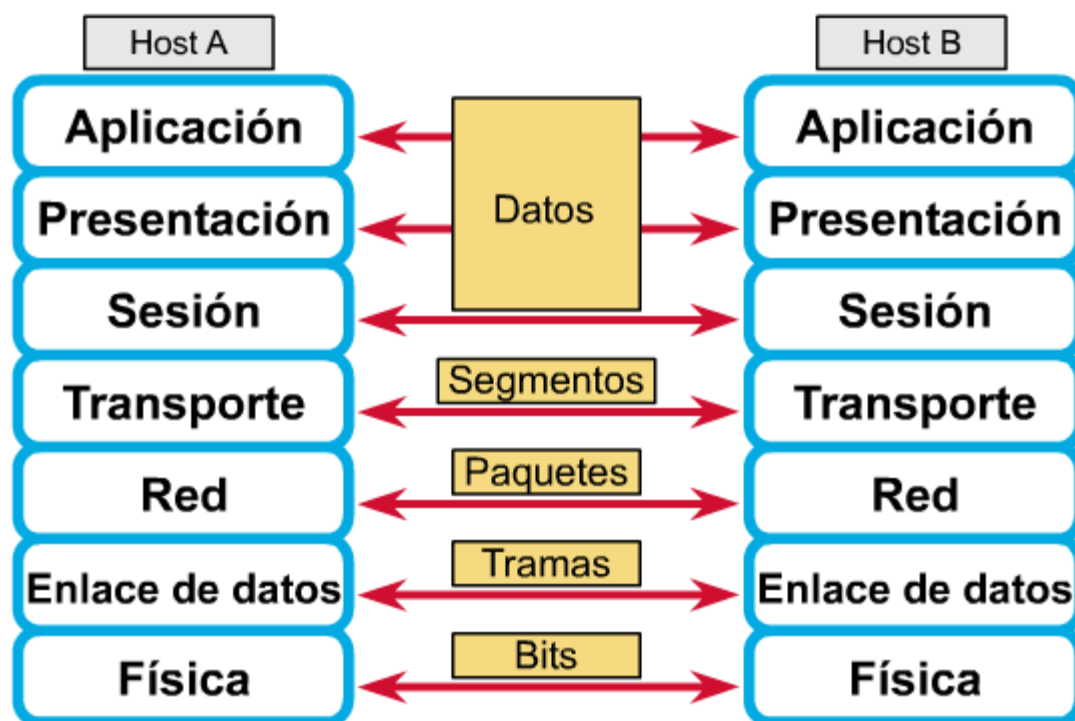 Host A
Host B
Aplicación
Datos
Aplicación
Presentación
Presentación
Sesión
Sesión
Transporte
Segmentos
Transporte
Red
Paquetes
Red
Enlace de datos
Tramas
Enlace de datos
Física
Bits
Física